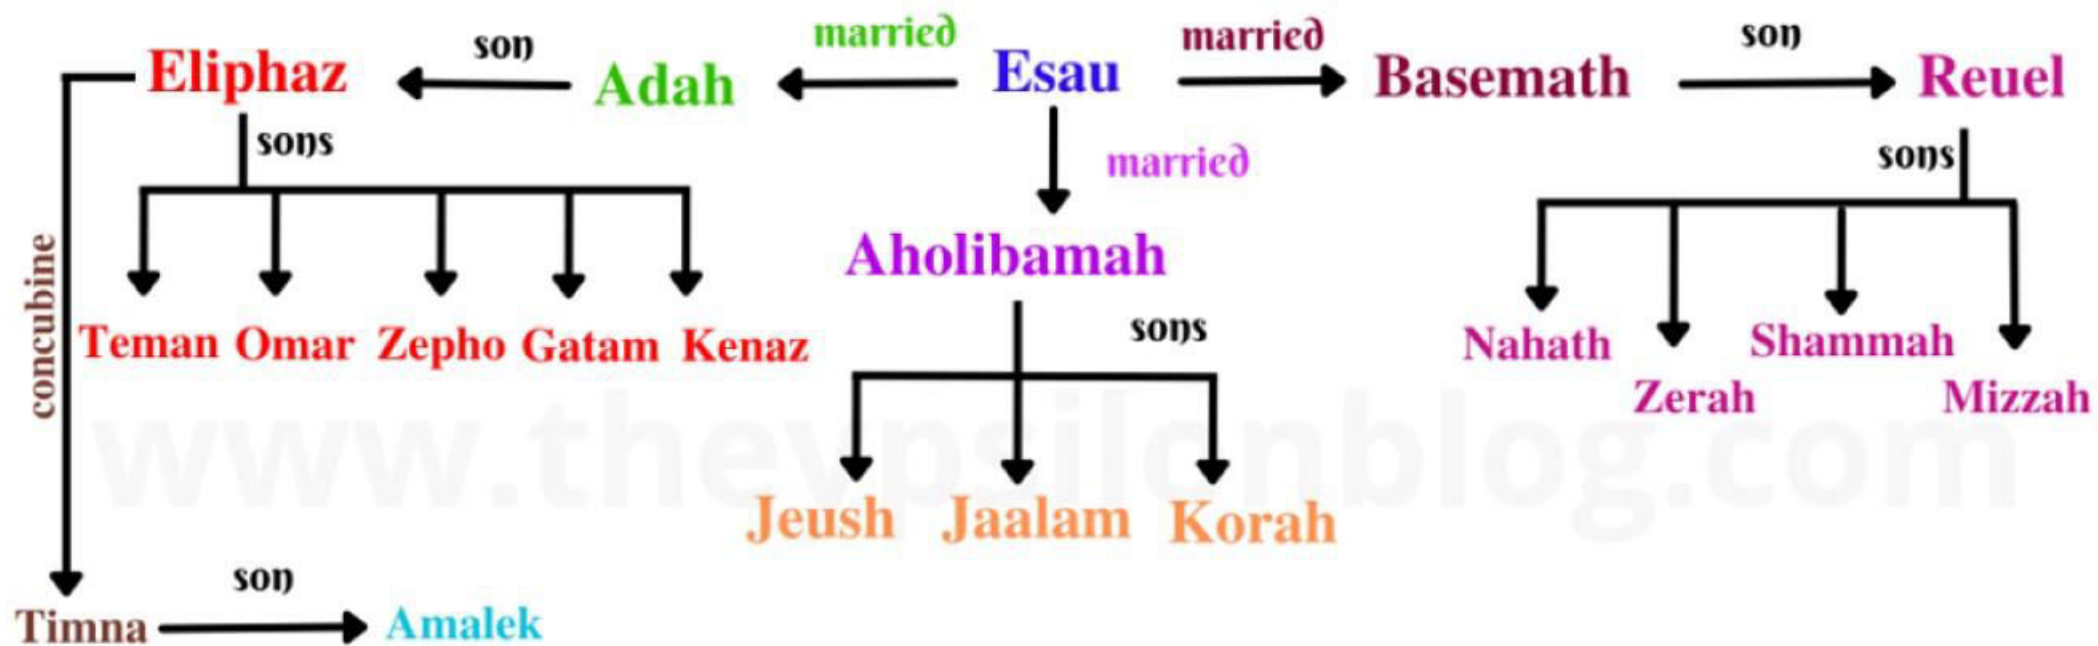 Eliphaz son Adah married Esau married Basemath son Reuel
sons married sons
concubine
Aholibamah
Teman Omar Zepho Gatam Kenaz sons Nahath Shammah
Zerah Mizzah
www.thevpsilonblog.com
Jeush Jaalam Korah
son
Timna Amalek